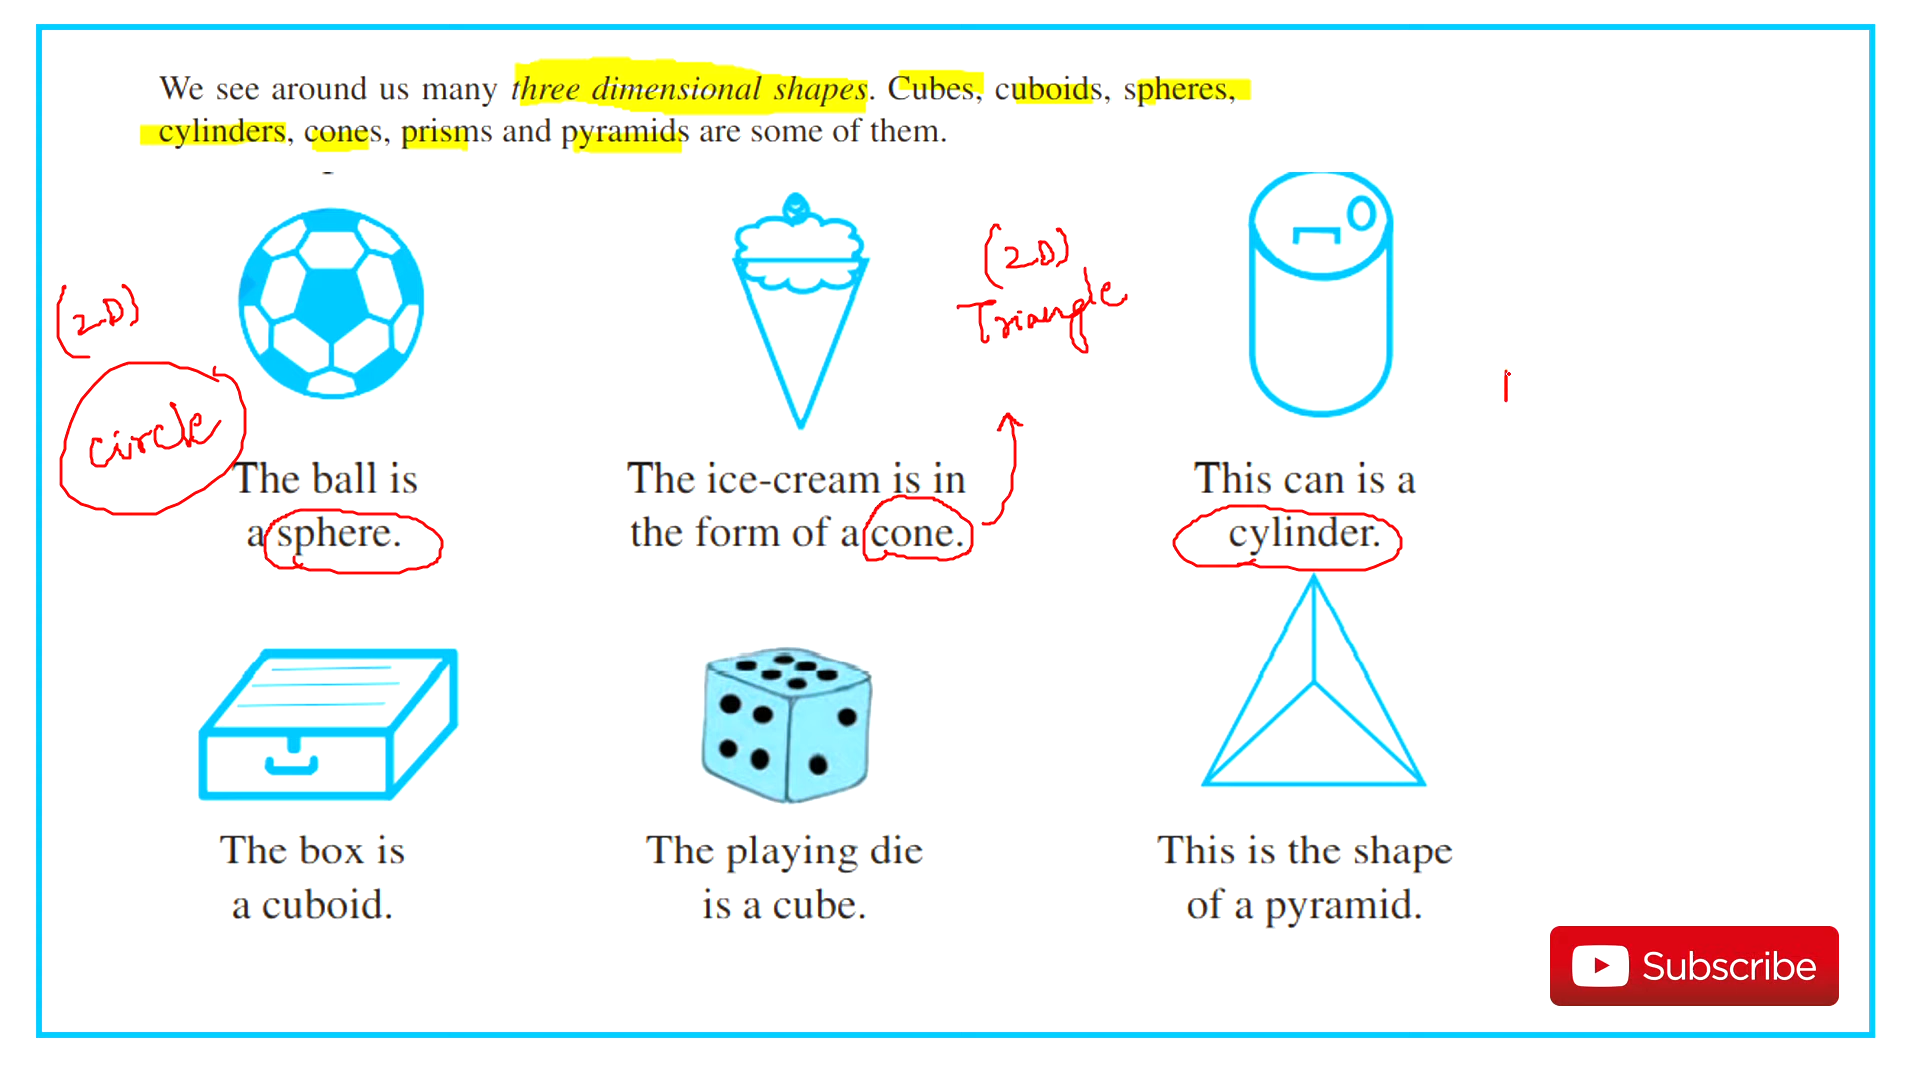 We see around us many three dimensional shapes. Cubes, cuboids, spheres,
cylinders, cones, prisms and pyramids are some of them.
(2D)
circle
(2D)
Triangle
The ball is
a sphere.
The ice-cream is in
the form of a cone.
This can is a
cylinder.
The box is
a cuboid.
The playing die
is a cube.
This is the shape
of a pyramid.
Subscribe